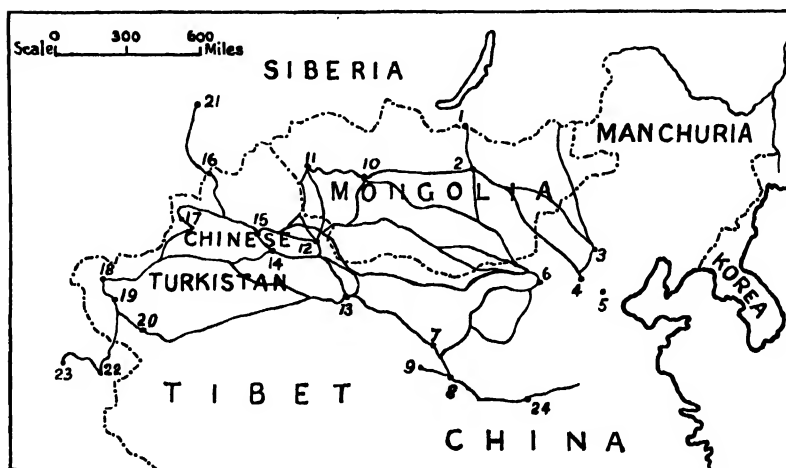 0 300 600
Scale Miles
SIBERIA
21
1
MANCHURIA
16
11
10
2
MONGOLIA
17
15
CHINESE
12
3
14
18
TURKISTAN
6
4
KOREA
19
13
5
20
7
23
22
9
8
TIBET
24
CHINA